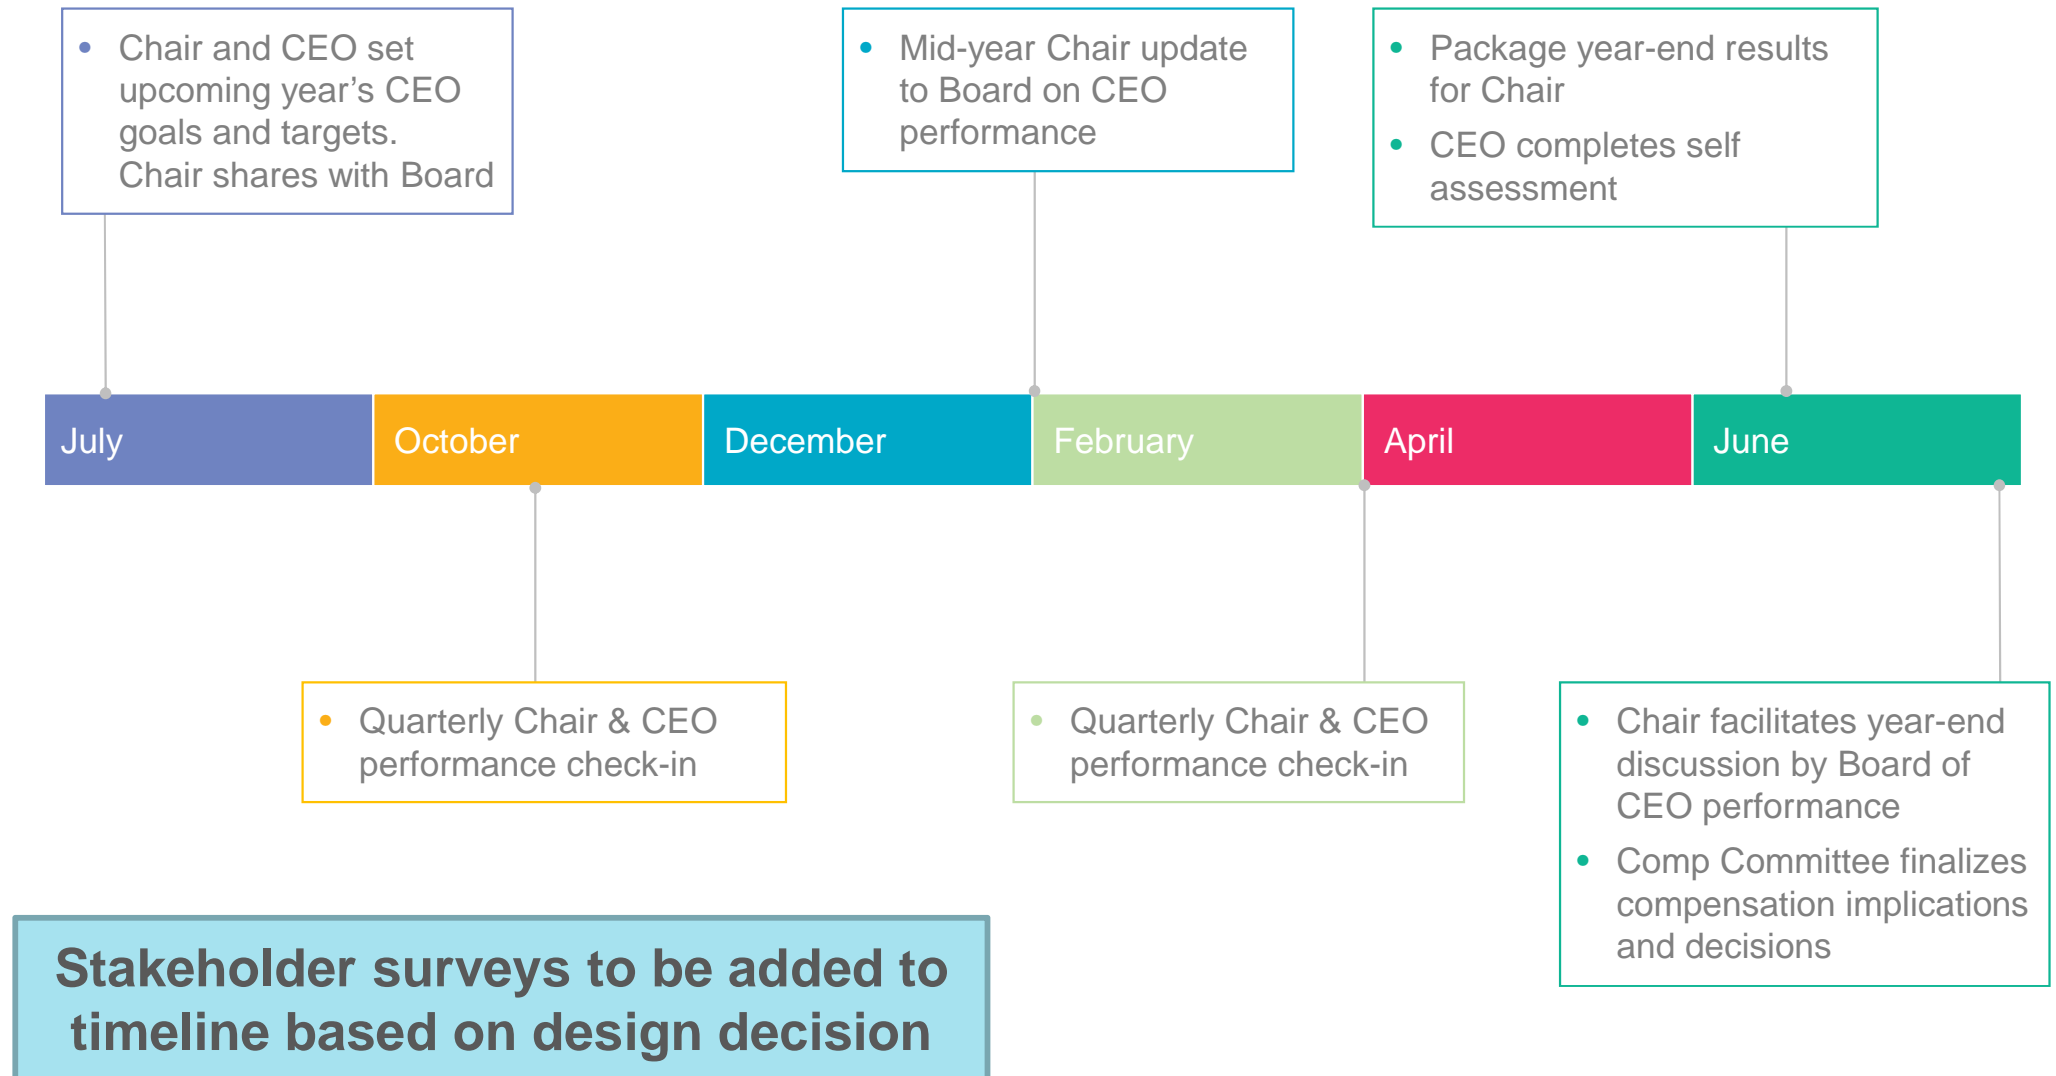 • Chair and CEO set
upcoming year’s CEO
goals and targets.
Chair shares with Board
• Mid-year Chair update
to Board on CEO
performance
• Package year-end results
for Chair
• CEO completes self
assessment
July
October
December
February
April
June
• Quarterly Chair & CEO
performance check-in
• Quarterly Chair & CEO
performance check-in
• Chair facilitates year-end
discussion by Board of
CEO performance
• Comp Committee finalizes
compensation implications
and decisions
Stakeholder surveys to be added to
timeline based on design decision